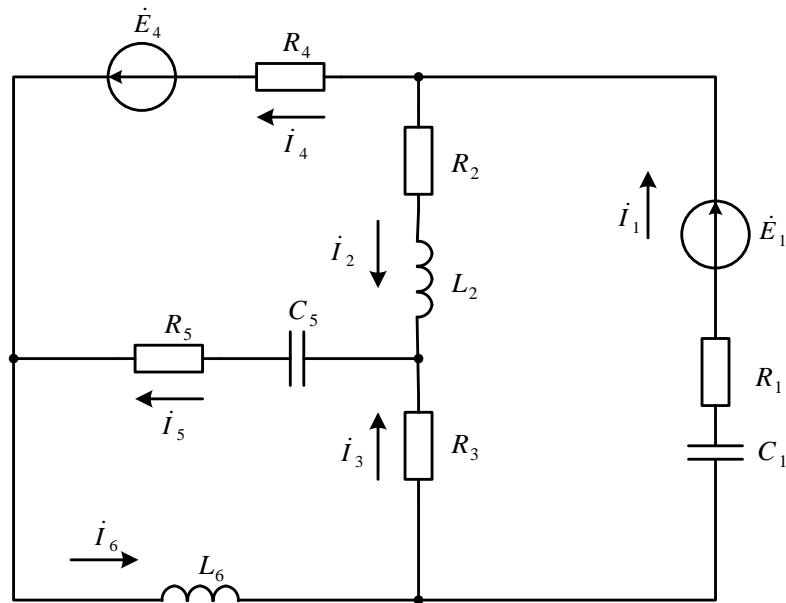 Ė₄
R₄
İ₄
R₂
İ₁
Ė₁
İ₂
L₂
C₅
R₅
R₁
İ₅
İ₃
R₃
C₁
İ₆
L₆